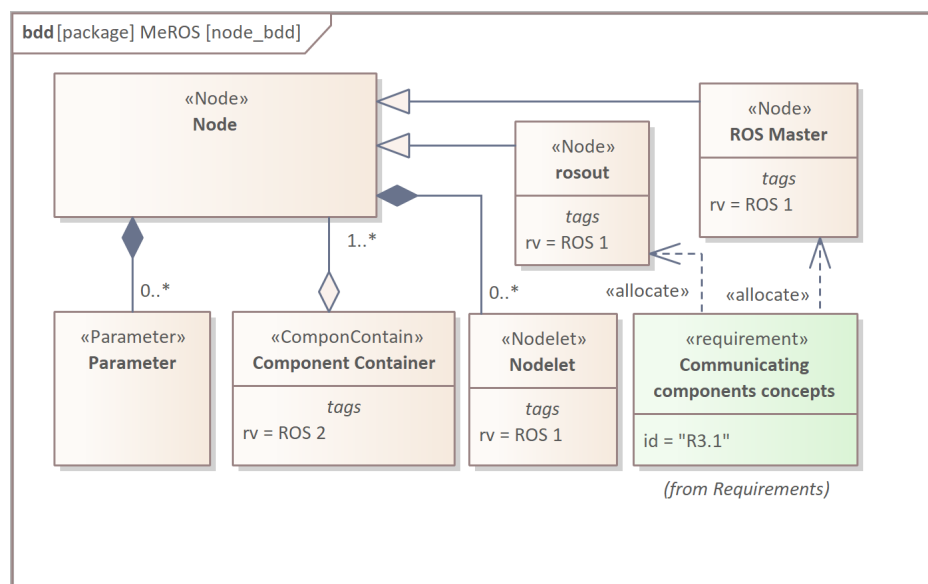 bdd [package] MeROS [node_bdd]
«Node»
Node
«Node»
ROS Master
tags
rv = ROS 1
«Node»
rosout
tags
rv = ROS 1
1..*
0..*
0..*
«allocate»
«allocate»
«Parameter»
Parameter
«ComponContain»
Component Container
tags
rv = ROS 2
«Nodelet»
Nodelet
tags
rv = ROS 1
«requirement»
Communicating
components concepts
id = "R3.1"
(from Requirements)